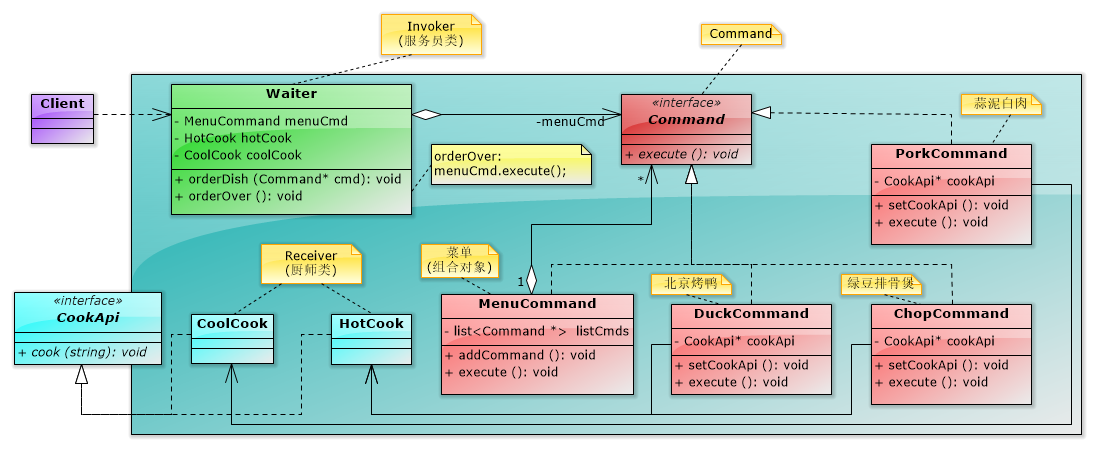 Invoker
(服务员类)
Command
Client
Waiter
- MenuCommand menuCmd
- HotCook hotCook
- CoolCook coolCook
+ orderDish (Command* cmd): void
+ orderOver (): void
-menuCmd
«interface»
Command
+ execute (): void
蒜泥白肉
PorkCommand
- CookApi* cookApi
+ setCookApi (): void
+ execute (): void
orderOver:
menuCmd.execute();
*
1
Receiver
(厨师类)
菜单
(组合对象)
北京烤鸭
绿豆排骨煲
«interface»
CookApi
+ cook (string): void
CoolCook
HotCook
MenuCommand
- list<Command *> listCmds
+ addCommand (): void
+ execute (): void
DuckCommand
- CookApi* cookApi
+ setCookApi (): void
+ execute (): void
ChopCommand
- CookApi* cookApi
+ setCookApi (): void
+ execute (): void